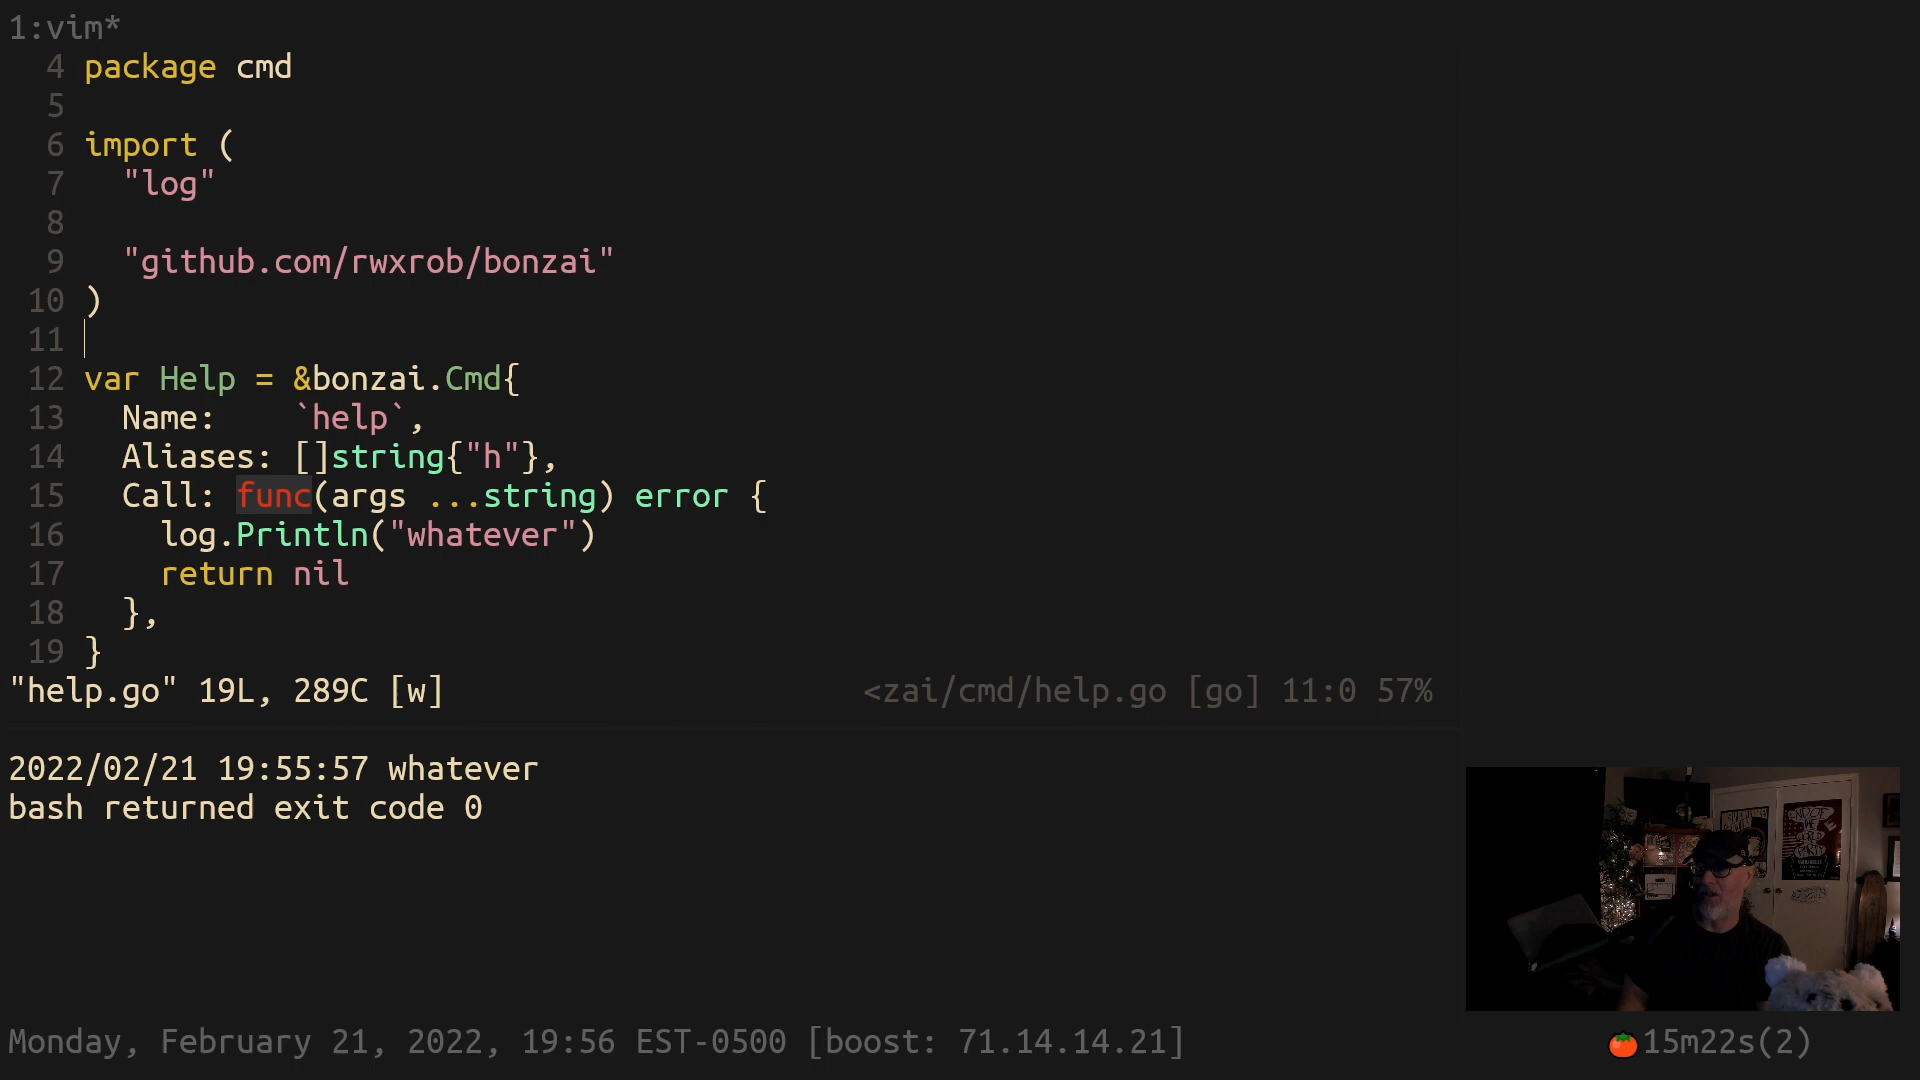 1:vim*
4 package cmd
5
6 import (
7   "log"
8
9   "github.com/rwxrob/bonzai"
10 )
11
12 var Help = &bonzai.Cmd{
13   Name:    `help`,
14   Aliases: []string{"h"},
15   Call: func(args ...string) error {
16     log.Println("whatever")
17     return nil
18   },
19 }
"help.go" 19L, 289C [w]    <zai/cmd/help.go [go] 11:0 57%
2022/02/21 19:55:57 whatever
bash returned exit code 0
Monday, February 21, 2022, 19:56 EST-0500 [boost: 71.14.14.21]    🍅15m22s(2)